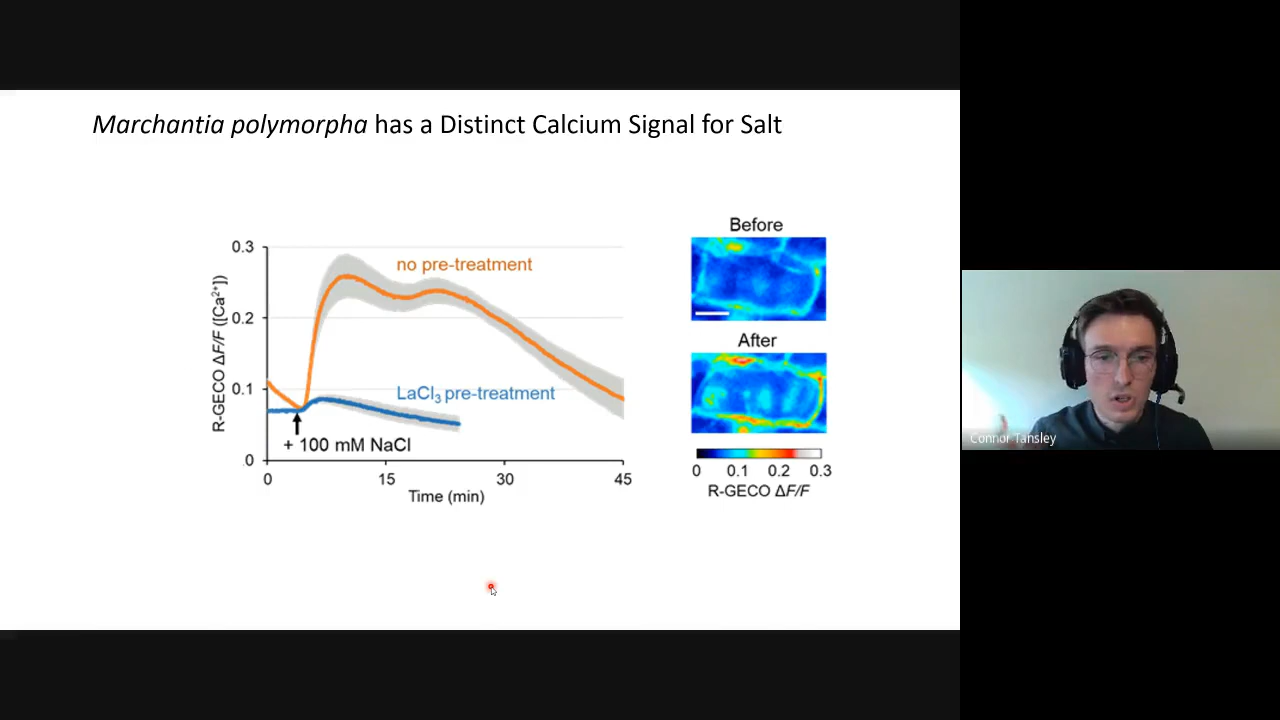 Marchantia polymorpha has a Distinct Calcium Signal for Salt
0.3
0.2
0.1
0
R-GECO ΔF/F ([Ca²⁺])
no pre-treatment
LaCl₃ pre-treatment
+ 100 mM NaCl
0 15 30 45
Time (min)
Before
After
0 0.1 0.2 0.3
R-GECO ΔF/F
Connor Tansley